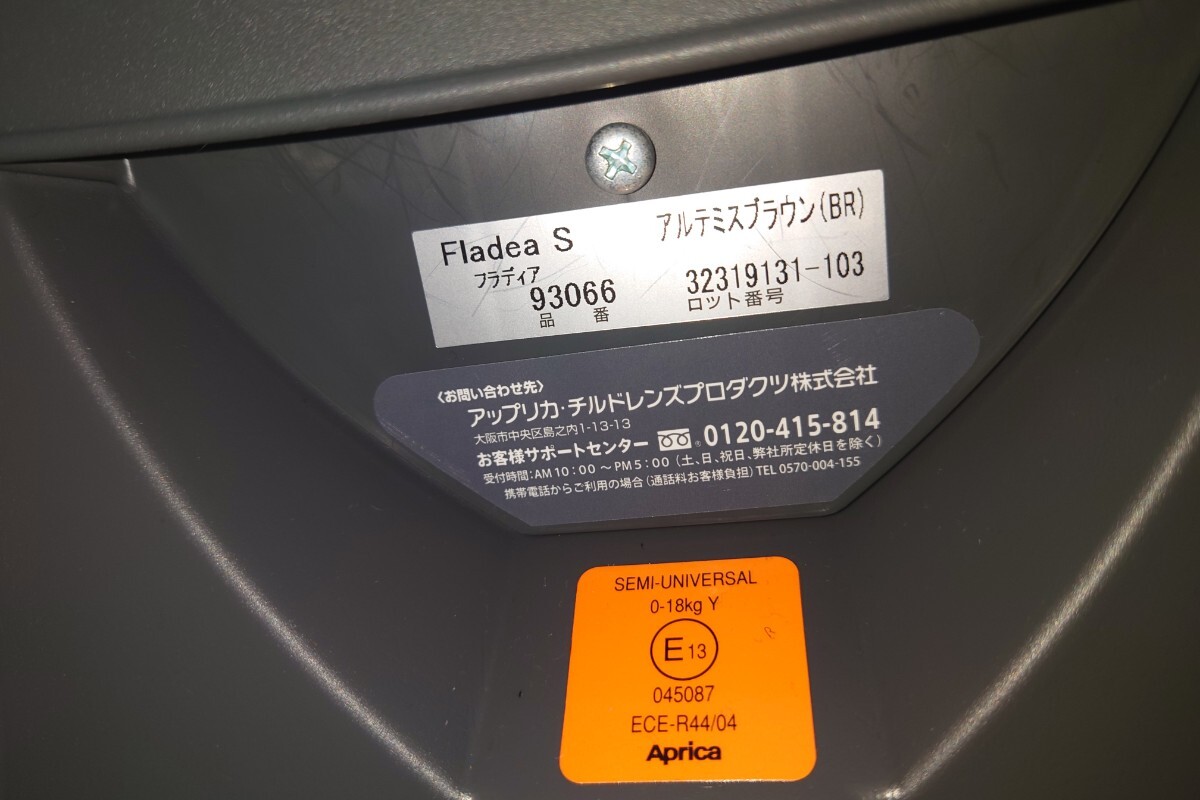 Fladea S
アルテミスブラウン(BR)
フラディア
93066
32319131-103
品 番
ロット番号
〈お問い合わせ先〉
アップリカ・チルドレンズプロダクツ株式会社
大阪市中央区島之内1-13-13
お客様サポートセンター 0120-415-814
受付時間:AM10:00～PM5:00(土、日、祝日、弊社所定休日を除く)
携帯電話からご利用の場合(通話料お客様負担)TEL 0570-004-155
SEMI-UNIVERSAL
0-18kg Y
E13
045087
ECE-R44/04
Aprica